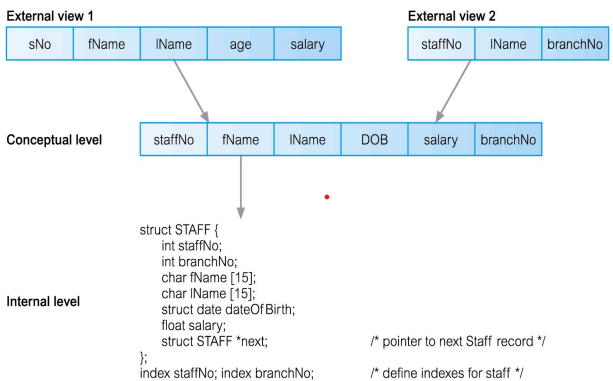 External view 1
External view 2
sNo fName lName age salary
staffNo lName branchNo
Conceptual level
staffNo fName lName DOB salary branchNo
struct STAFF {
int staffNo;
int branchNo;
char fName [15];
char lName [15];
Internal level
struct date dateOfBirth;
float salary;
struct STAFF *next; /* pointer to next Staff record */
};
index staffNo; index branchNo; /* define indexes for staff */